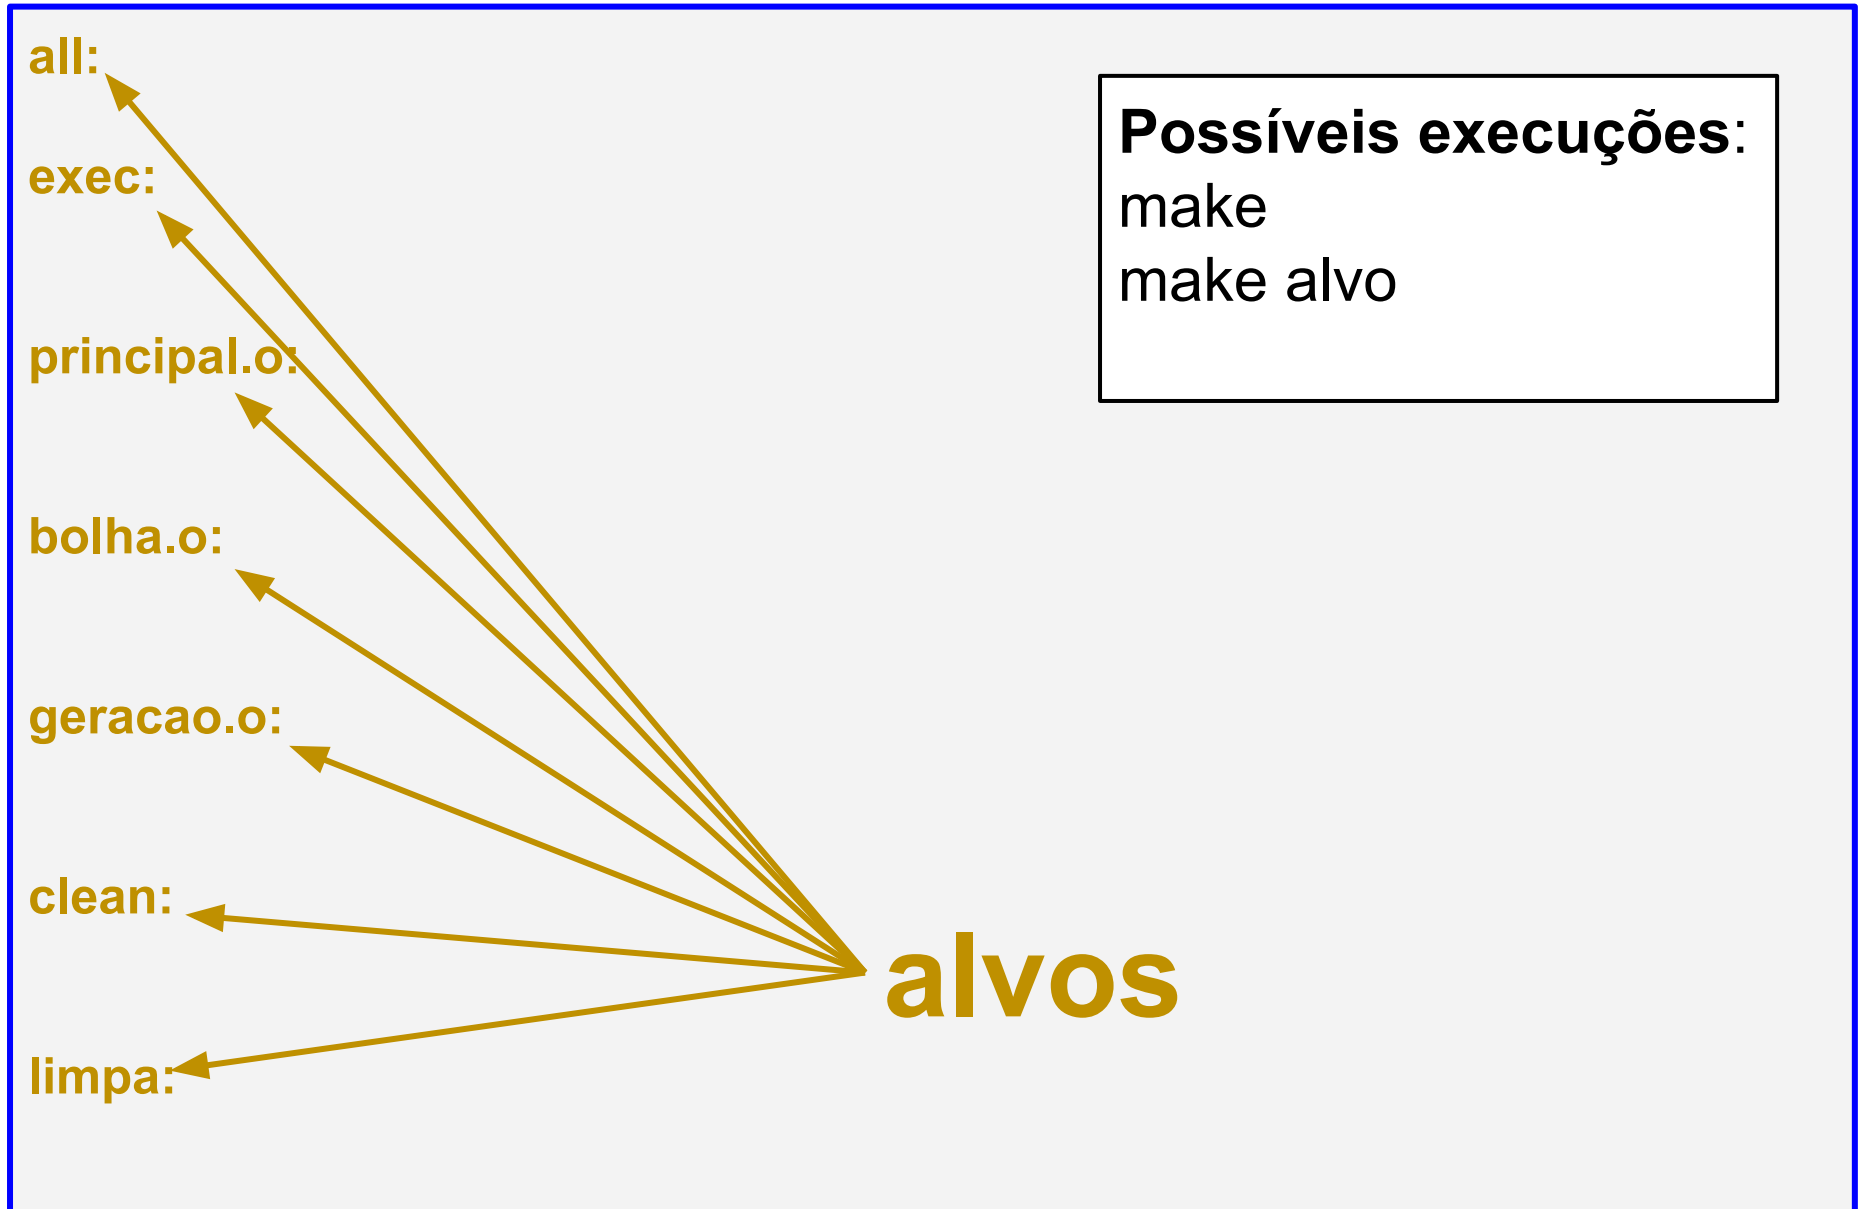 all:
exec:
principal.o:
bolha.o:
geracao.o:
clean:
limpa:
alvos
Possíveis execuções:
make
make alvo